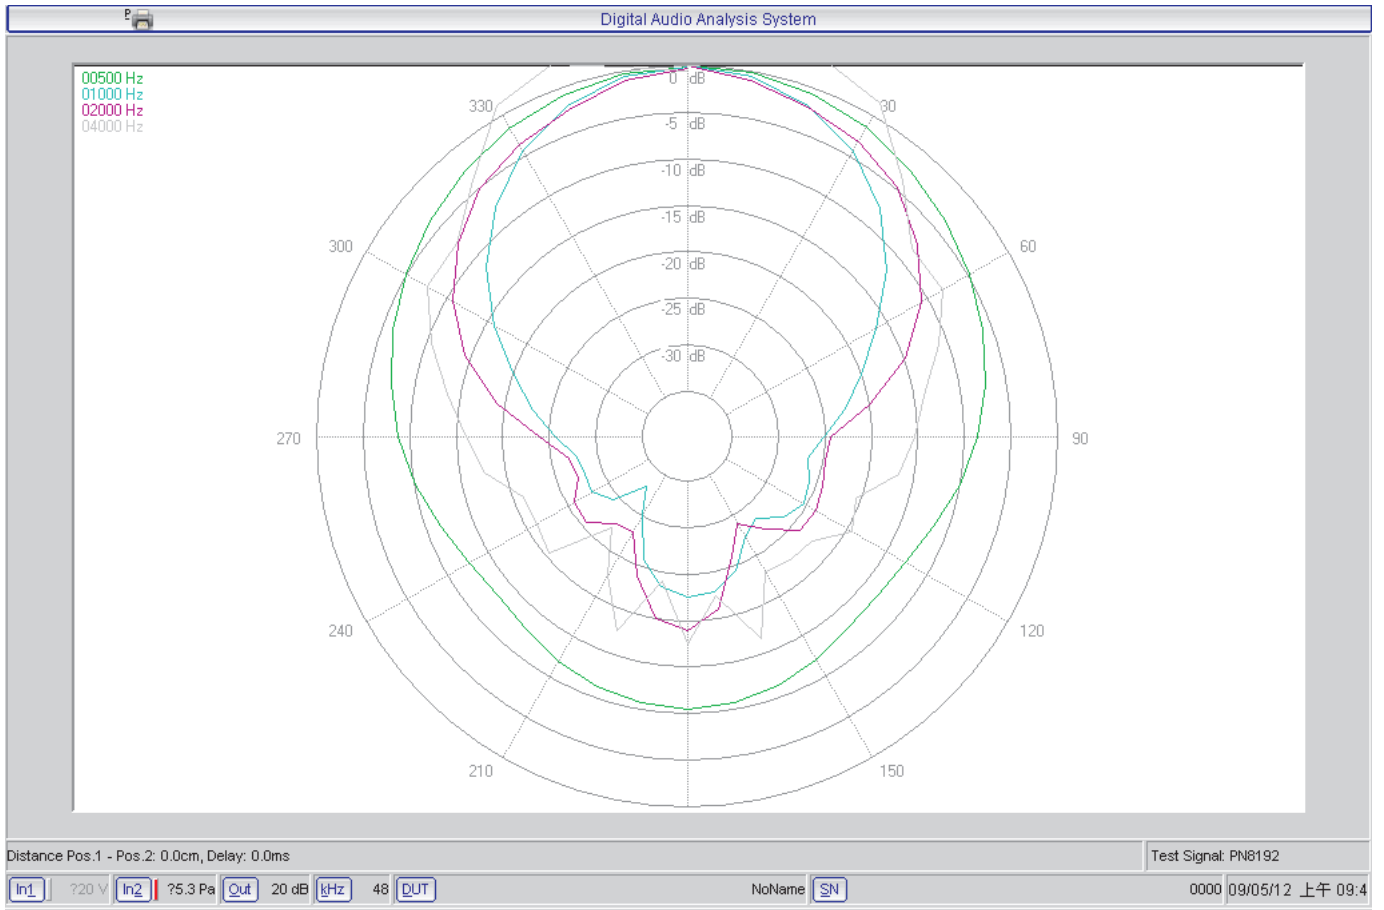 P
Digital Audio Analysis System
00500 Hz
01000 Hz
02000 Hz
04000 Hz
0 dB
330
30
-5 dB
-10 dB
-15 dB
300
60
-20 dB
-25 dB
-30 dB
270
90
240
120
210
150
Distance Pos.1 - Pos.2: 0.0cm, Delay: 0.0ms
Test Signal: PN8192
In1 ?20 V In2 ?5.3 Pa Out 20 dB kHz 48 DUT NoName SN 0000 09/05/12 上午 09:4